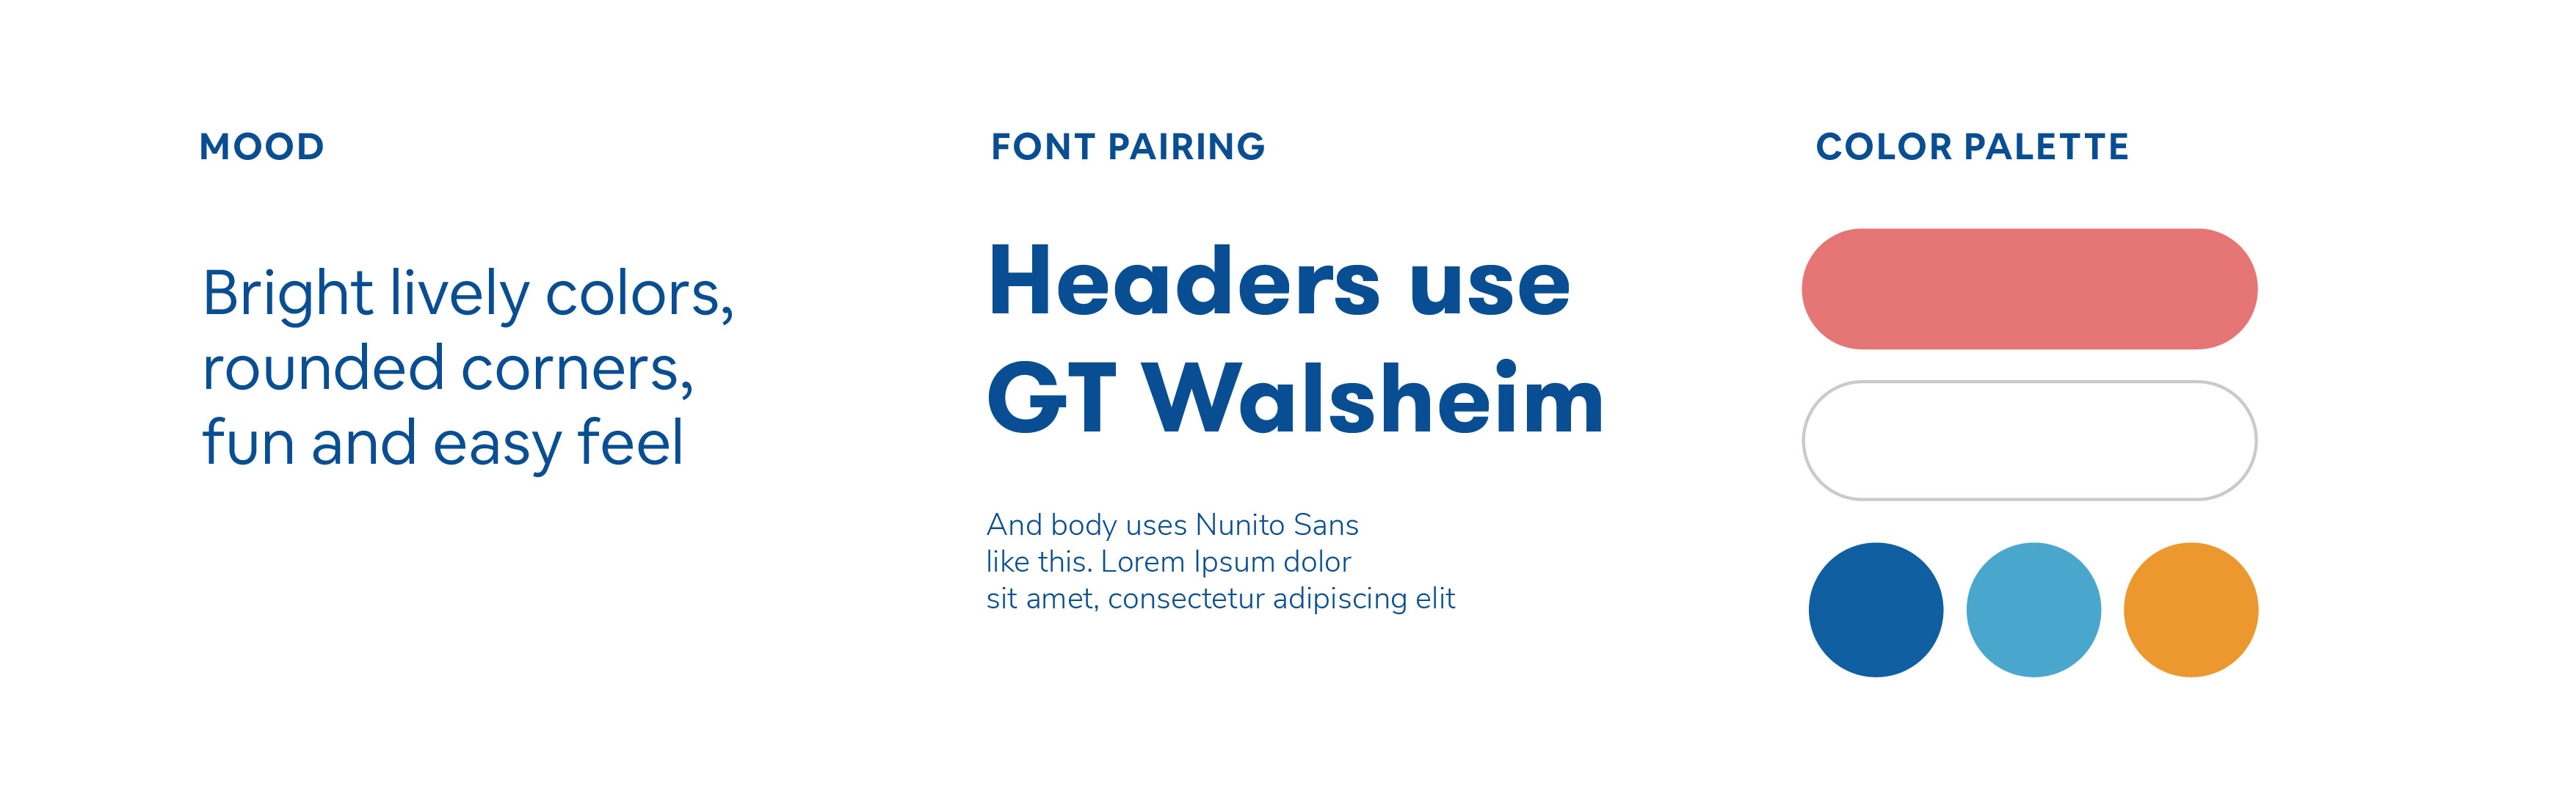 MOOD
Bright lively colors,
rounded corners,
fun and easy feel
FONT PAIRING
Headers use
GT Walsheim
And body uses Nunito Sans
like this. Lorem Ipsum dolor
sit amet, consectetur adipiscing elit
COLOR PALETTE